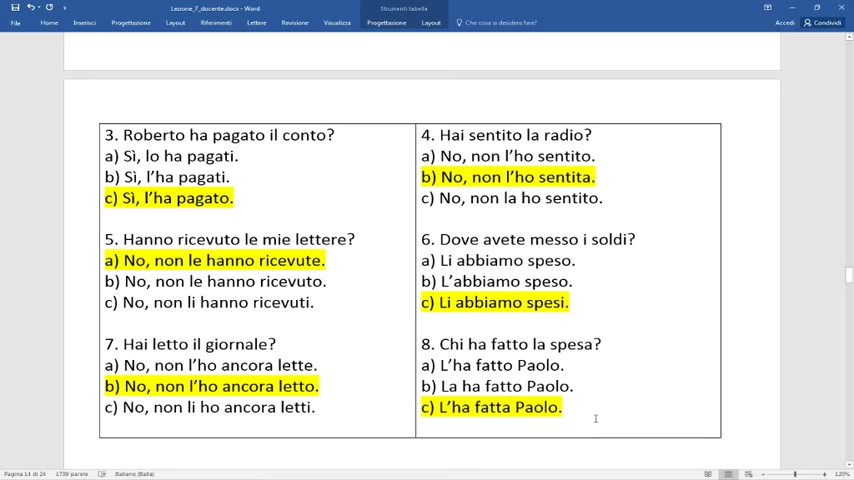 Lezione_7_docente.docx - Word
Strumenti tabella
File Home Inserisci Progettazione Layout Riferimenti Lettere Revisione Visualizza Progettazione Layout Che cosa si desidera fare? Accedi Condividi
3. Roberto ha pagato il conto?
a) Sì, lo ha pagati.
b) Sì, l'ha pagati.
c) Sì, l'ha pagato.
5. Hanno ricevuto le mie lettere?
a) No, non le hanno ricevute.
b) No, non le hanno ricevuto.
c) No, non li hanno ricevuti.
7. Hai letto il giornale?
a) No, non l'ho ancora lette.
b) No, non l'ho ancora letto.
c) No, non li ho ancora letti.
4. Hai sentito la radio?
a) No, non l'ho sentito.
b) No, non l'ho sentita.
c) No, non la ho sentito.
6. Dove avete messo i soldi?
a) Li abbiamo speso.
b) L'abbiamo speso.
c) Li abbiamo spesi.
8. Chi ha fatto la spesa?
a) L'ha fatto Paolo.
b) La ha fatto Paolo.
c) L'ha fatta Paolo.
Pagina 14 di 24 1739 parole Italiano (Italia) 120%